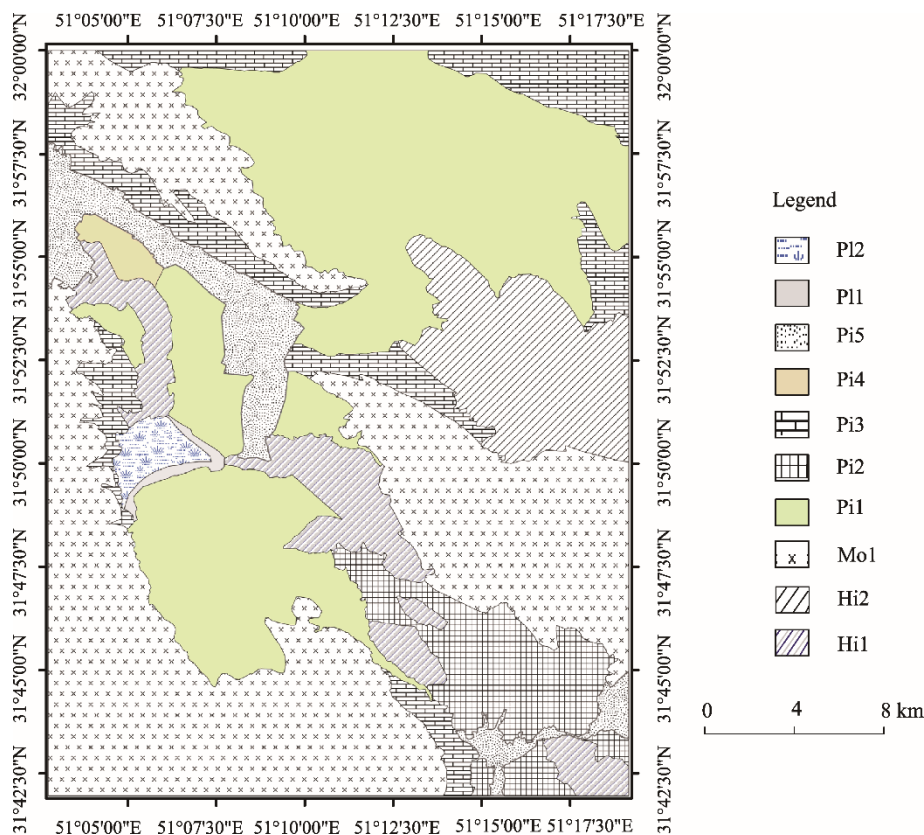 51°05'00"E 51°07'30"E 51°10'00"E 51°12'30"E 51°15'00"E 51°17'30"E
32°00'00"N 32°00'00"N
31°57'30"N 31°57'30"N
31°55'00"N 31°55'00"N
31°52'30"N 31°52'30"N
31°50'00"N 31°50'00"N
31°47'30"N 31°47'30"N
31°45'00"N 31°45'00"N
31°42'30"N 31°42'30"N
51°05'00"E 51°07'30"E 51°10'00"E 51°12'30"E 51°15'00"E 51°17'30"E
Legend
Pl2
Pl1
Pi5
Pi4
Pi3
Pi2
Pi1
Mo1
Hi2
Hi1
0 4 8 km